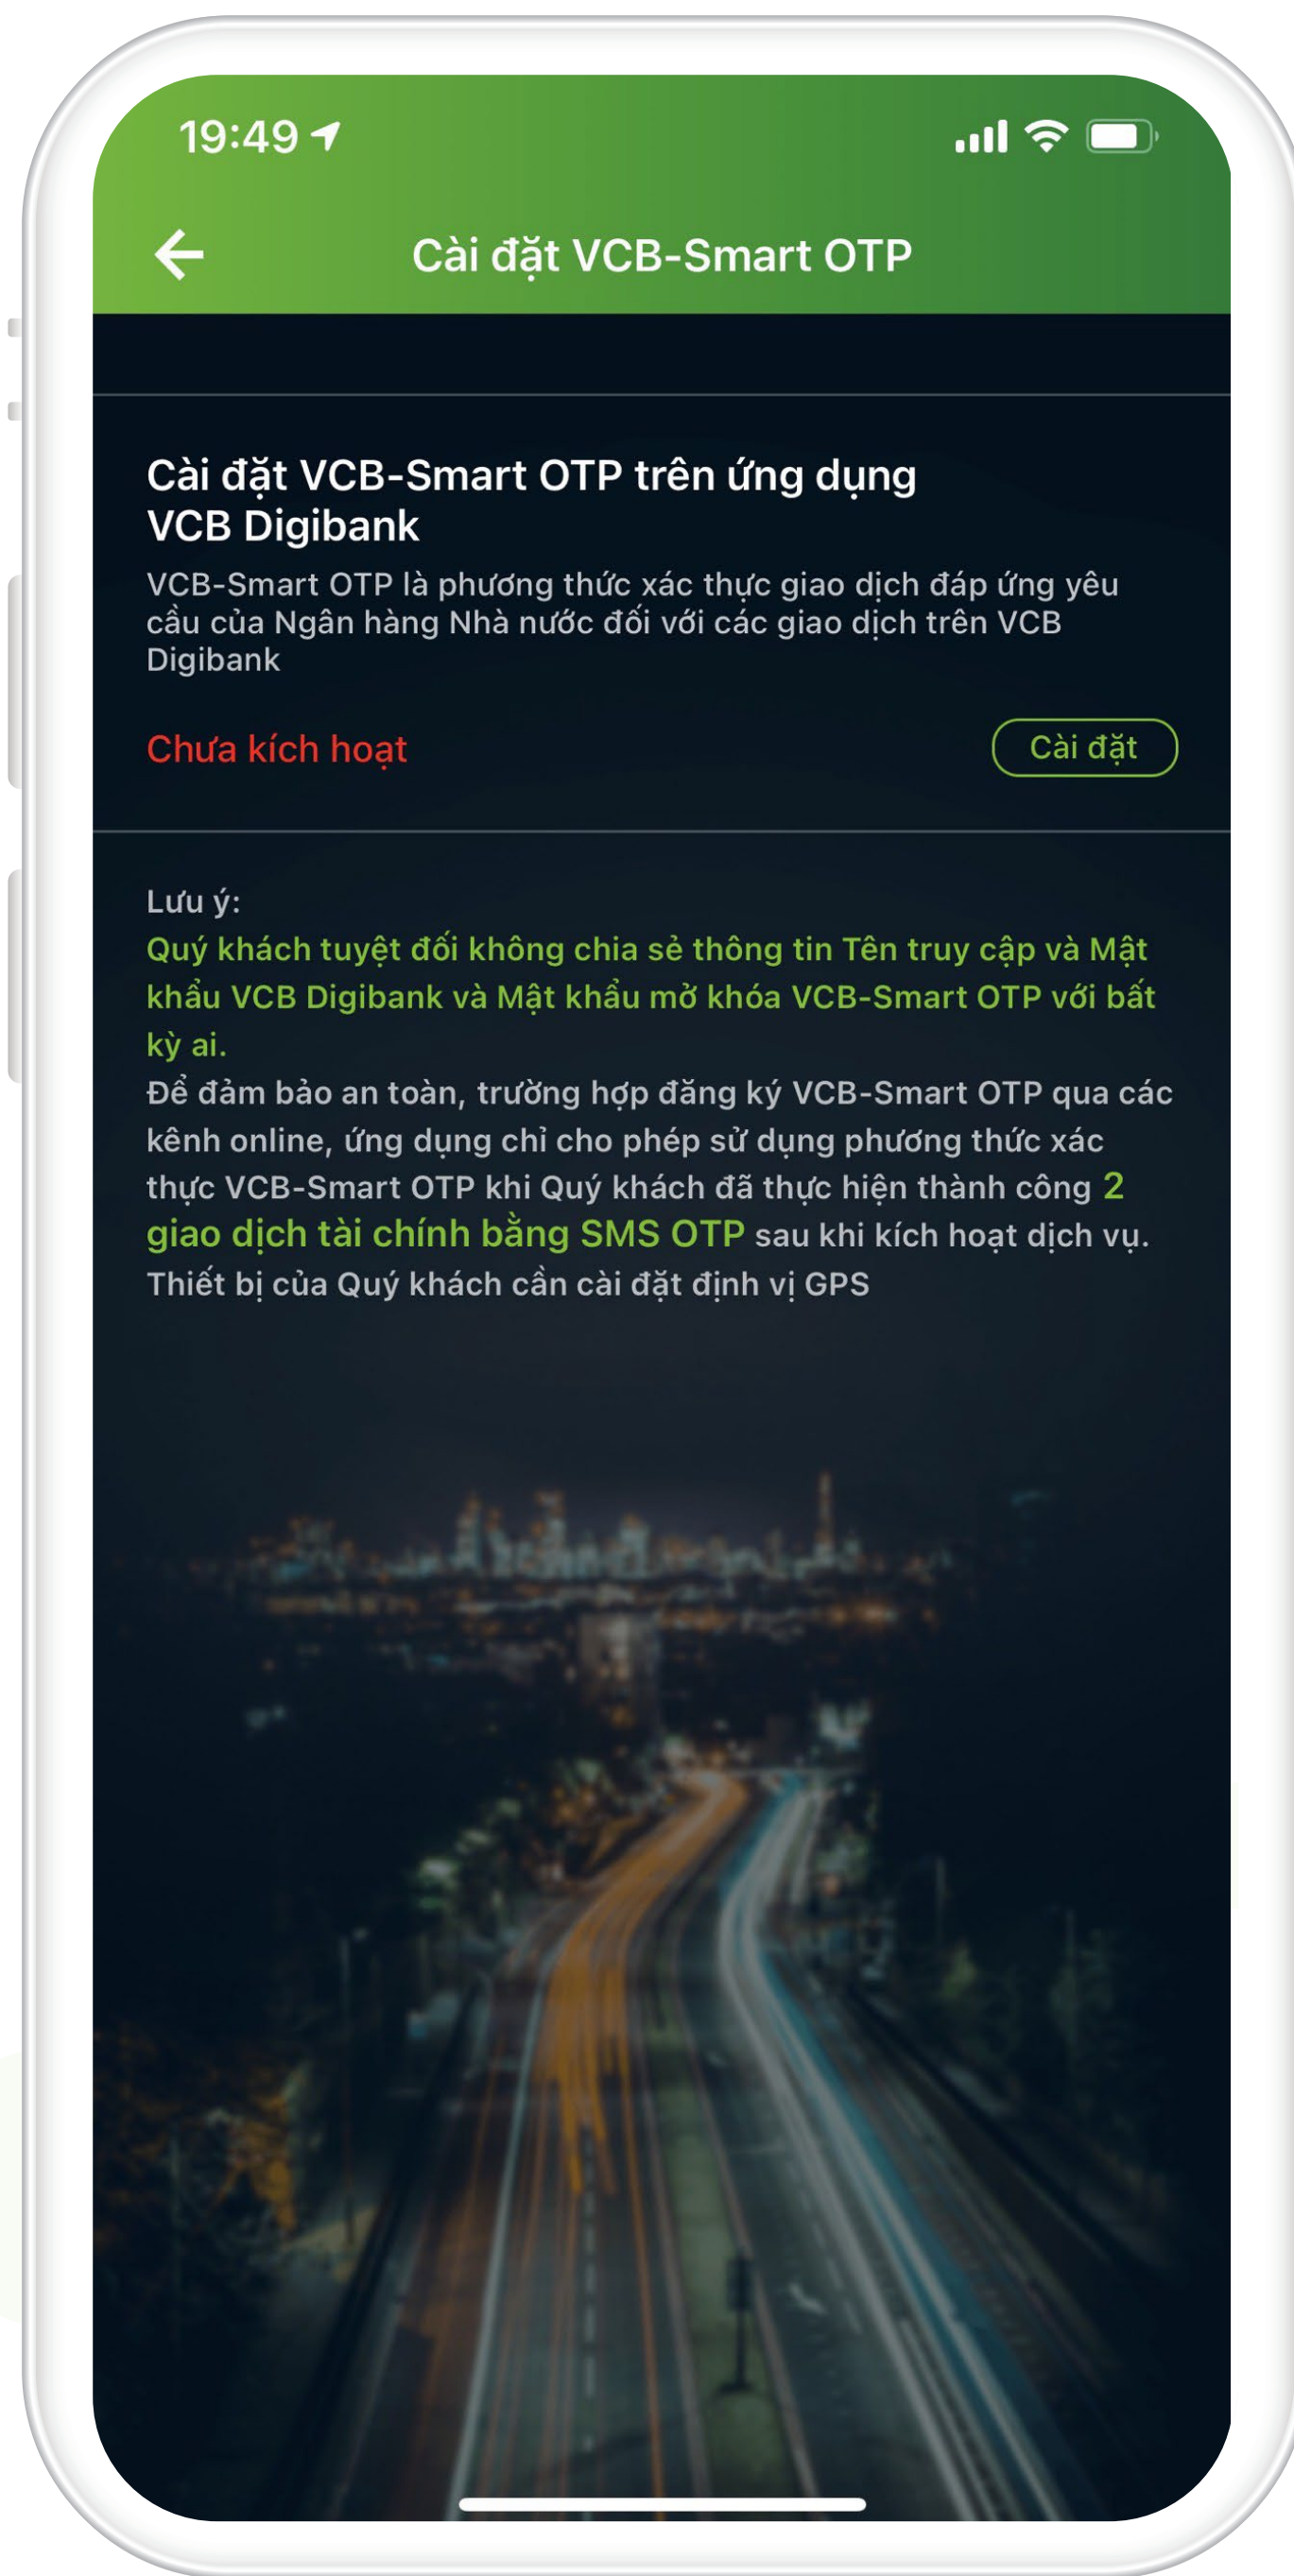 19:49
Cài đặt VCB-Smart OTP
Cài đặt VCB-Smart OTP trên ứng dụng
VCB Digibank
VCB-Smart OTP là phương thức xác thực giao dịch đáp ứng yêu
cầu của Ngân hàng Nhà nước đối với các giao dịch trên VCB
Digibank
Chưa kích hoạt
Cài đặt
Lưu ý:
Quý khách tuyệt đối không chia sẻ thông tin Tên truy cập và Mật
khẩu VCB Digibank và Mật khẩu mở khóa VCB-Smart OTP với bất
kỳ ai.
Để đảm bảo an toàn, trường hợp đăng ký VCB-Smart OTP qua các
kênh online, ứng dụng chỉ cho phép sử dụng phương thức xác
thực VCB-Smart OTP khi Quý khách đã thực hiện thành công 2
giao dịch tài chính bằng SMS OTP sau khi kích hoạt dịch vụ.
Thiết bị của Quý khách cần cài đặt định vị GPS